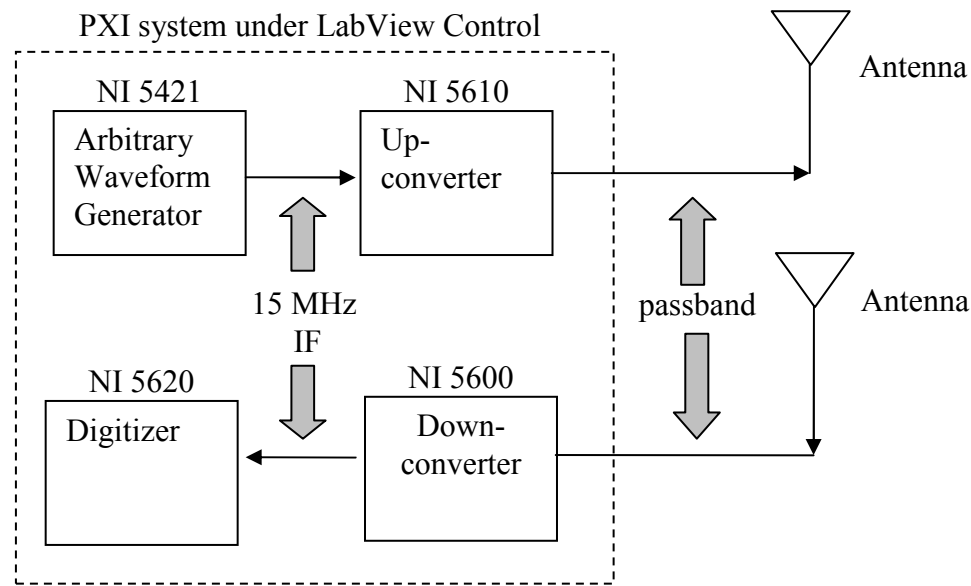 PXI system under LabView Control
NI 5421
Arbitrary
Waveform
Generator
NI 5610
Up-
converter
Antenna
15 MHz
IF
passband
Antenna
NI 5620
Digitizer
NI 5600
Down-
converter